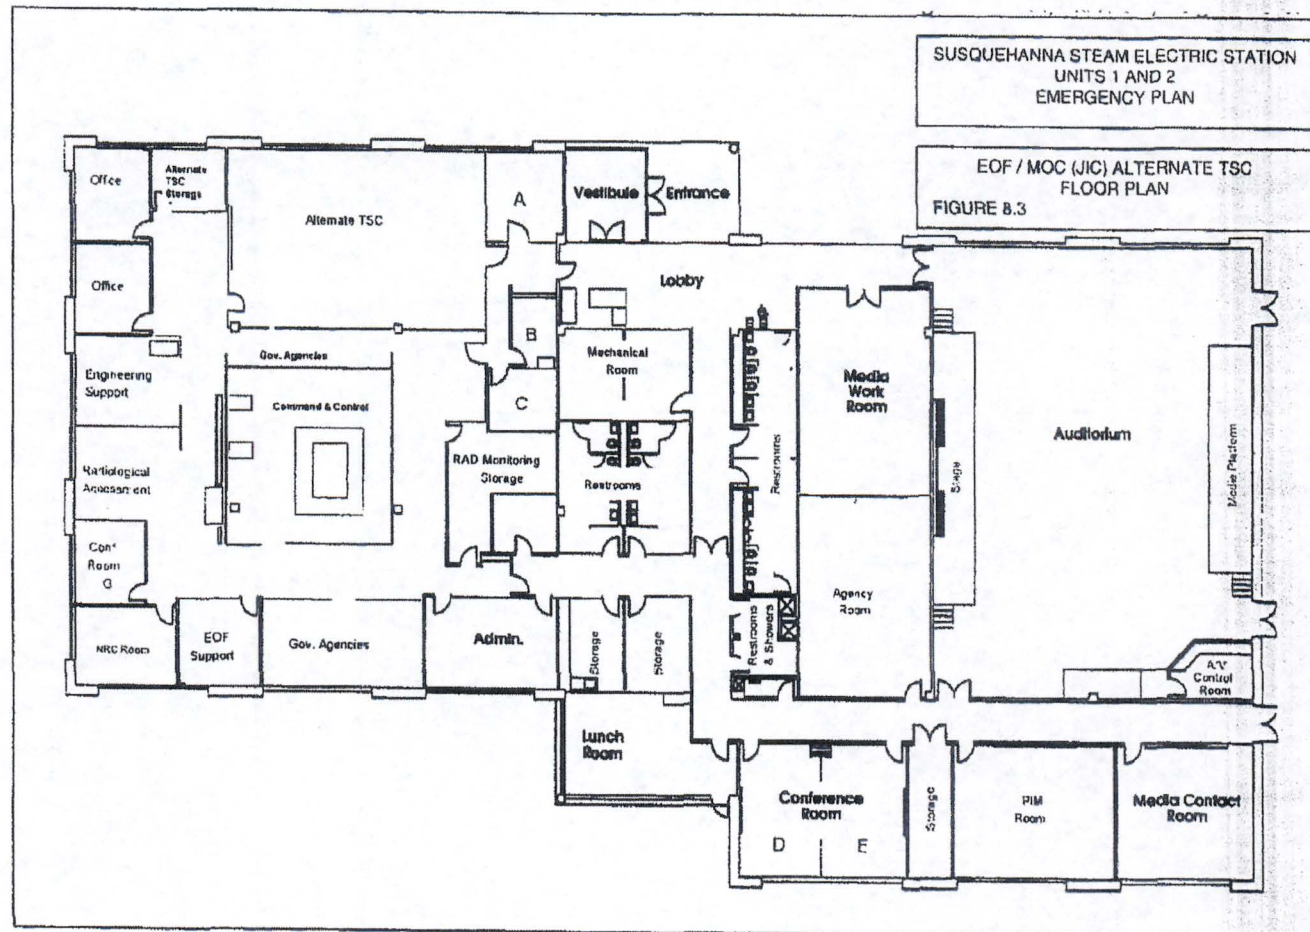 SUSQUEHANNA STEAM ELECTRIC STATION
UNITS 1 AND 2
EMERGENCY PLAN
EOF / MOC (JIC) ALTERNATE TSC
FLOOR PLAN
FIGURE 8.3
Office
Alternate
TSC
Storage
Alternate TSC
A
Vestibule
Entrance
Office
Lobby
B
Gov. Agencies
Mechanical
Room
Engineering
Support
Command & Control
C
Media
Work
Room
Auditorium
Radiological
Assessment
RAD Monitoring
Storage
Restrooms
Restrooms
Stage
Media Platform
Conf
Room
G
Agency
Room
NRC Room
EOF
Support
Gov. Agencies
Admin.
Storage
Storage
Restrooms
& Showers
A/V
Control
Room
Lunch
Room
Conference
Room
D
E
Storage
PIM
Room
Media Contact
Room